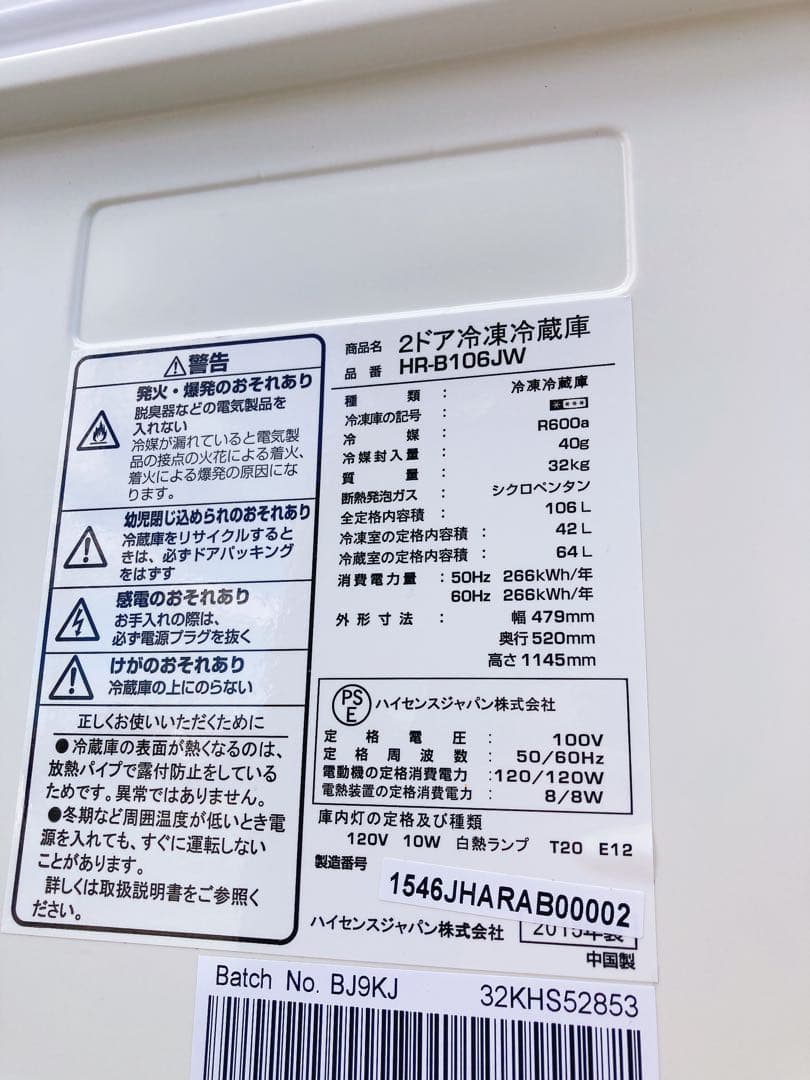 ⚠警告
発火・爆発のおそれあり
脱臭器などの電気製品を
入れない
冷媒が漏れていると電気製
品の接点の火花による着火、
着火による爆発の原因にな
ります。
幼児閉じ込められのおそれあり
冷蔵庫をリサイクルすると
きは、必ずドアパッキング
をはずす
感電のおそれあり
お手入れの際は、
必ず電源プラグを抜く
けがのおそれあり
冷蔵庫の上にのらない
正しくお使いいただくために
●冷蔵庫の表面が熱くなるのは、
放熱パイプで露付防止をしている
ためです。異常ではありません。
●冬期など周囲温度が低いとき電
源を入れても、すぐに運転しない
ことがあります。
詳しくは取扱説明書をご参照く
ださい。
商品名 2ドア冷凍冷蔵庫
品番 HR-B106JW
種類 : 冷凍冷蔵庫
冷凍庫の記号 : ****
冷媒 : R600a
冷媒封入量 : 40g
質量 : 32kg
断熱発泡ガス : シクロペンタン
全定格内容積 : 106L
冷凍室の定格内容積 : 42L
冷蔵室の定格内容積 : 64L
消費電力量 : 50Hz 266kWh/年
60Hz 266kWh/年
外形寸法 : 幅 479mm
奥行 520mm
高さ 1145mm
PS
E
ハイセンスジャパン株式会社
定格電圧 : 100V
定格周波数 : 50/60Hz
電動機の定格消費電力 : 120/120W
電熱装置の定格消費電力 : 8/8W
庫内灯の定格及び種類
120V 10W 白熱ランプ T20 E12
製造番号
1546JHARAB00002
ハイセンスジャパン株式会社 2015年製
中国製
Batch No. BJ9KJ 32KHS52853